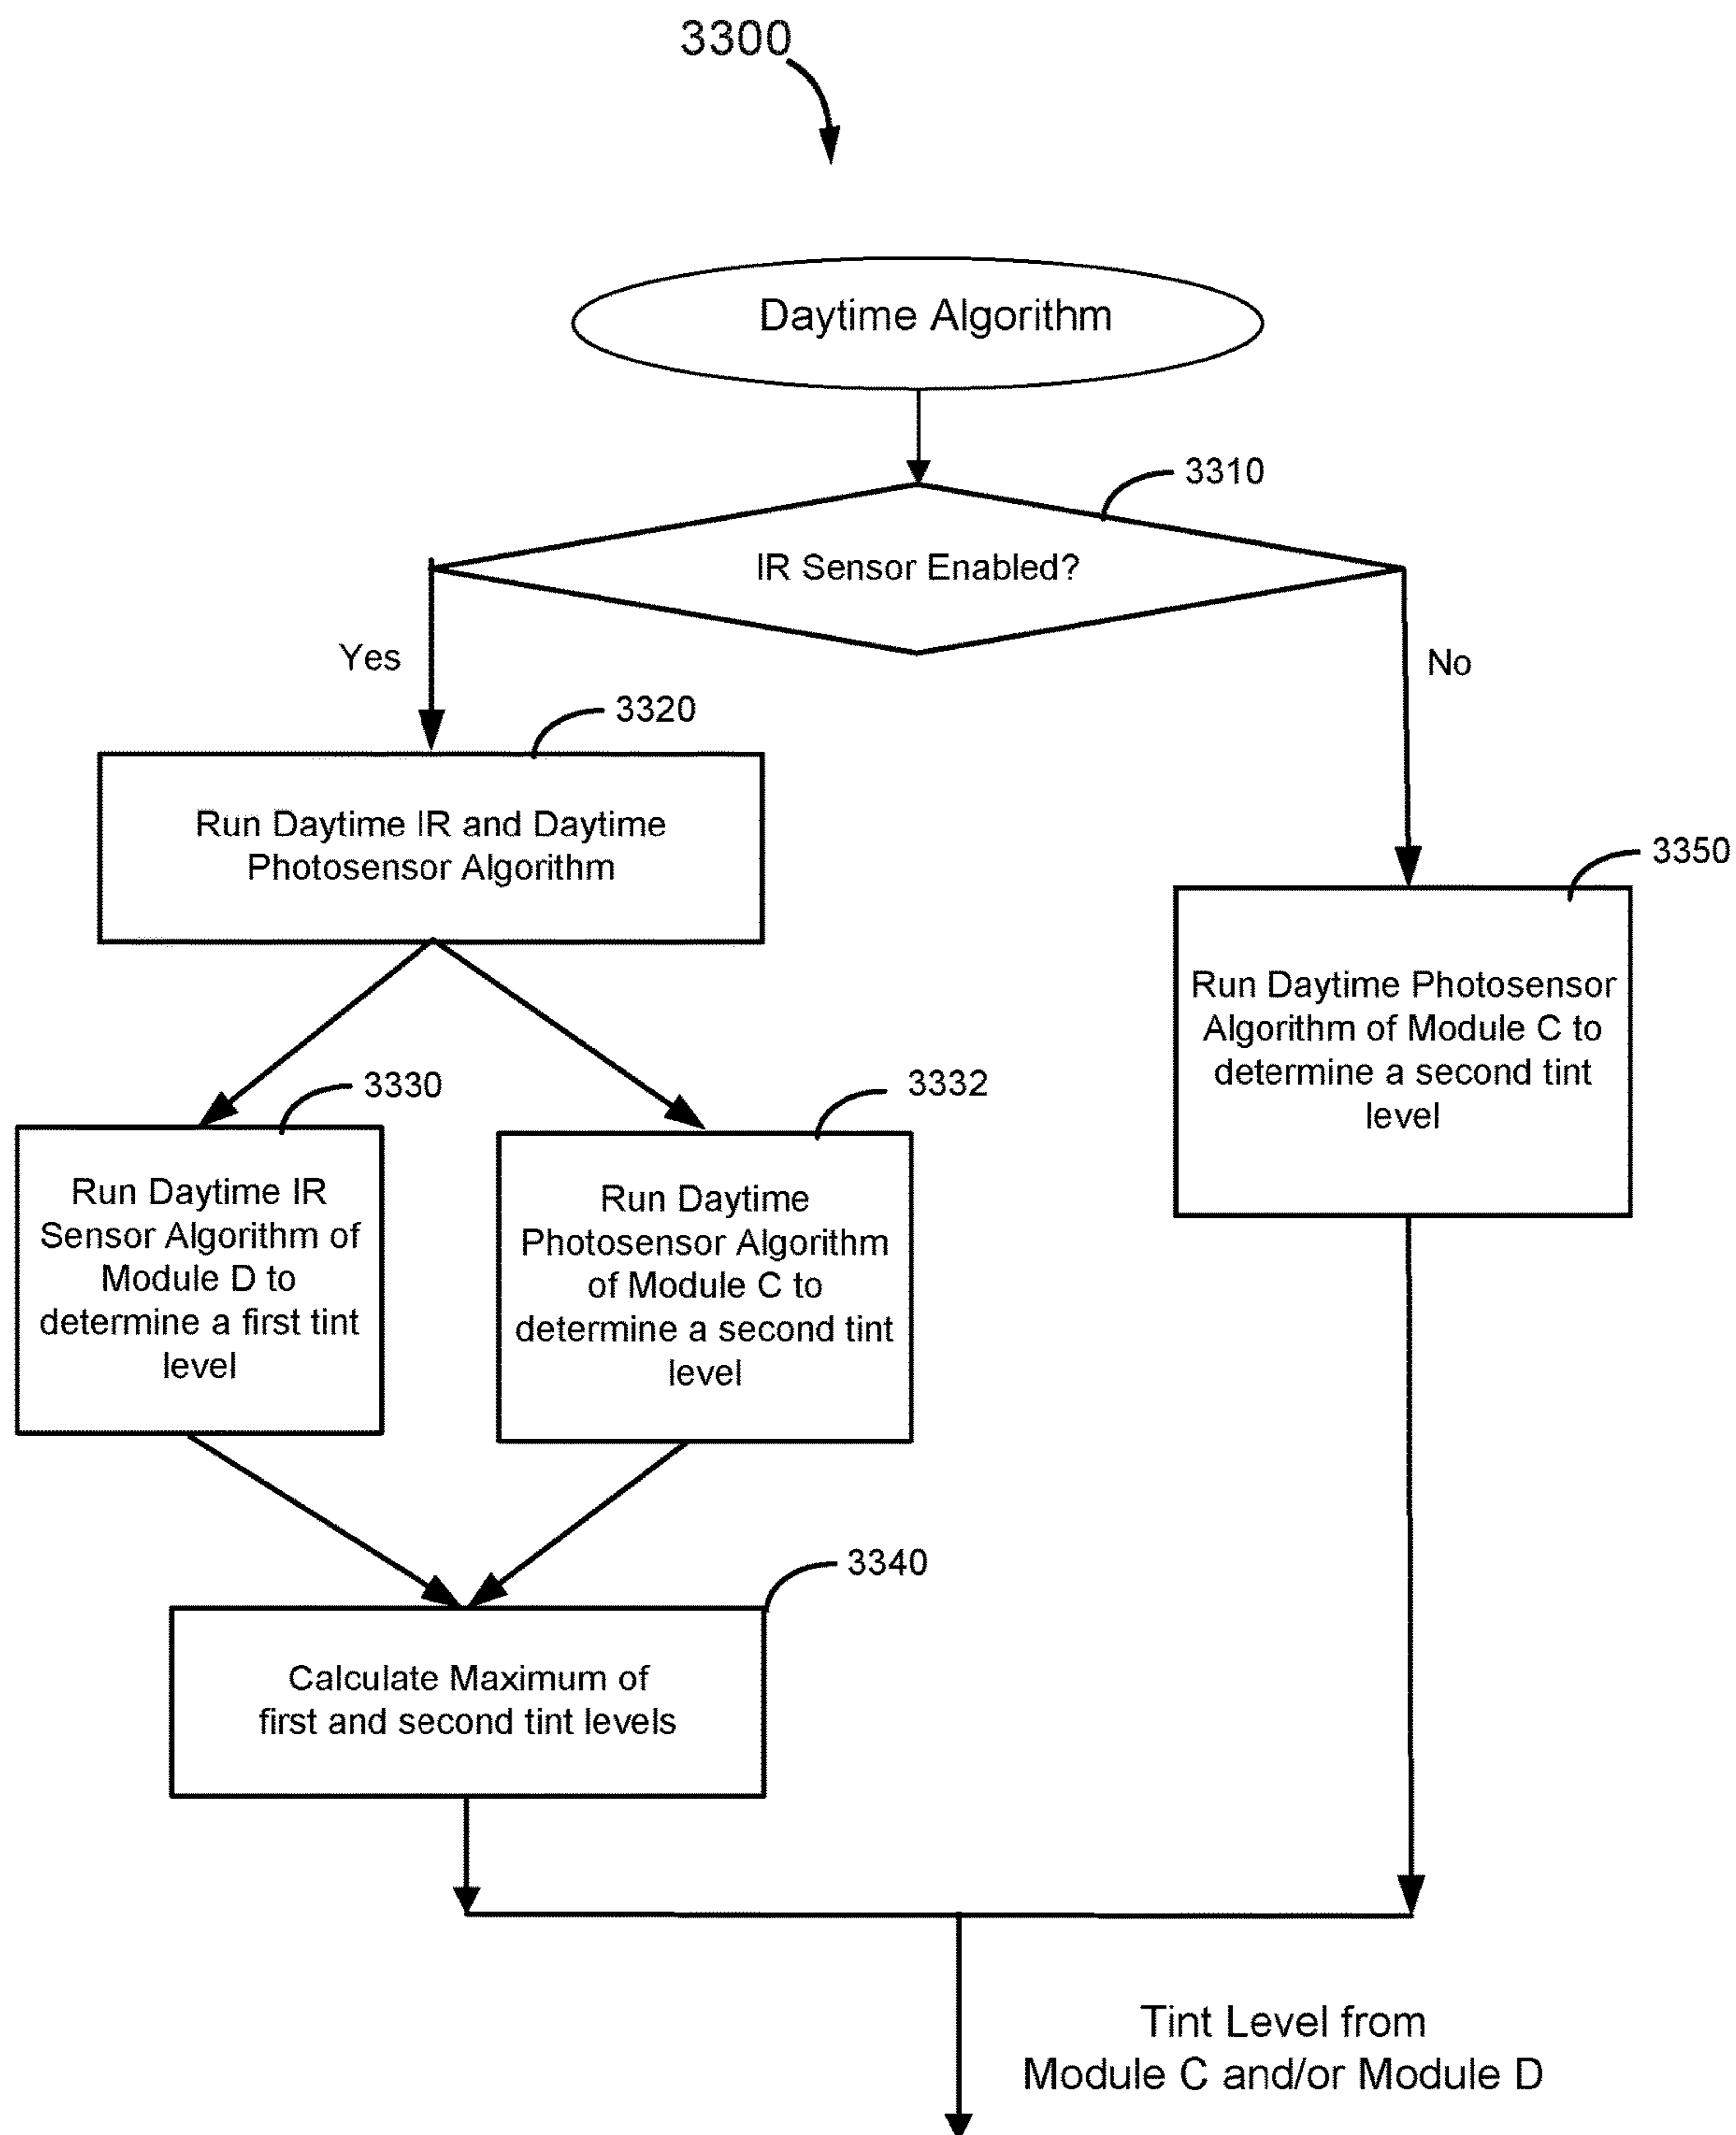 3300
Daytime Algorithm
3310
IR Sensor Enabled?
Yes
No
3320
Run Daytime IR and Daytime
Photosensor Algorithm
3350
Run Daytime Photosensor
Algorithm of Module C to
determine a second tint
level
3330
Run Daytime IR
Sensor Algorithm of
Module D to
determine a first tint
level
3332
Run Daytime
Photosensor Algorithm
of Module C to
determine a second tint
level
3340
Calculate Maximum of
first and second tint levels
Tint Level from
Module C and/or Module D